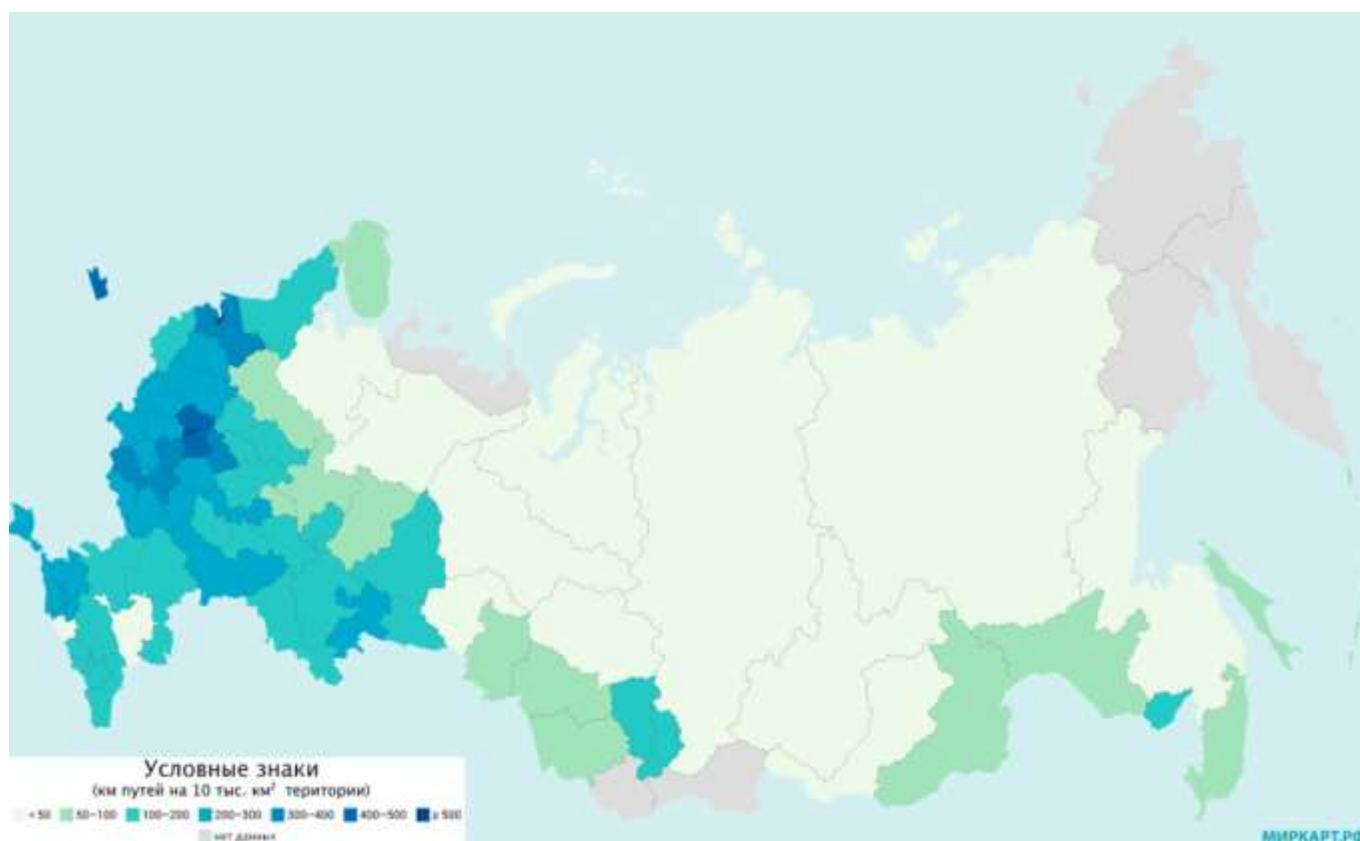 Условные знаки
(км путей на 10 тыс. км² територии)
< 50 50–100 100–200 200–300 300–400 400–500 ≥ 500
нет данных
МИРКАРТ.РФ